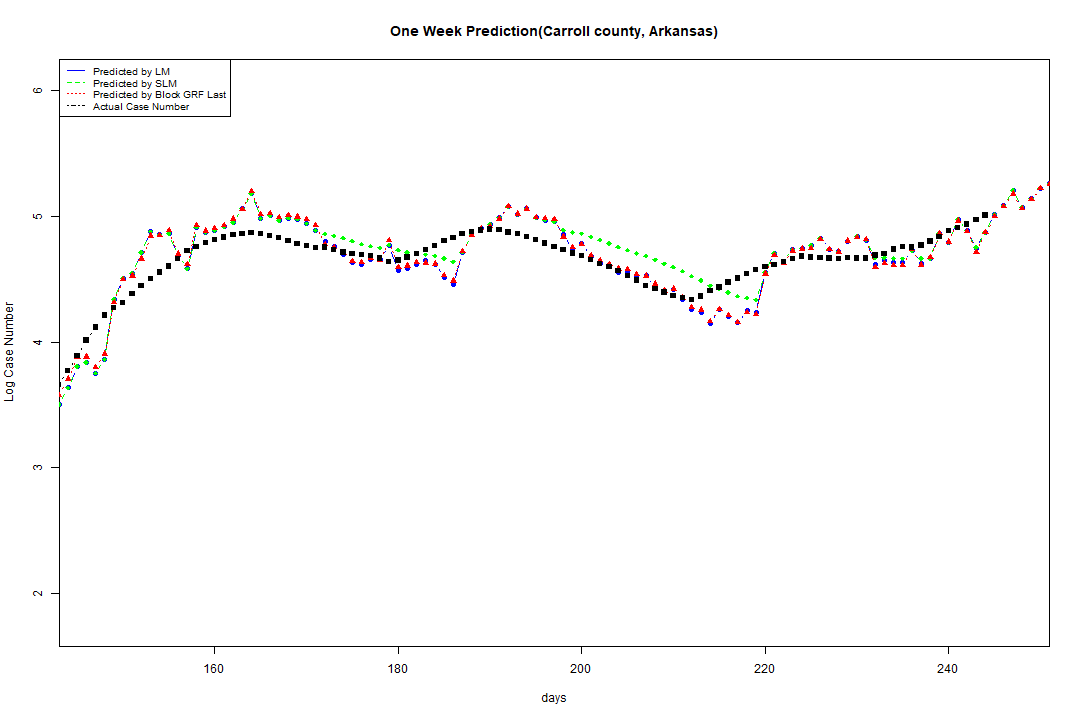 One Week Prediction(Carroll county, Arkansas)
Predicted by LM
Predicted by SLM
Predicted by Block GRF Last
Actual Case Number
6
5
4
3
2
Log Case Number
160 180 200 220 240
days